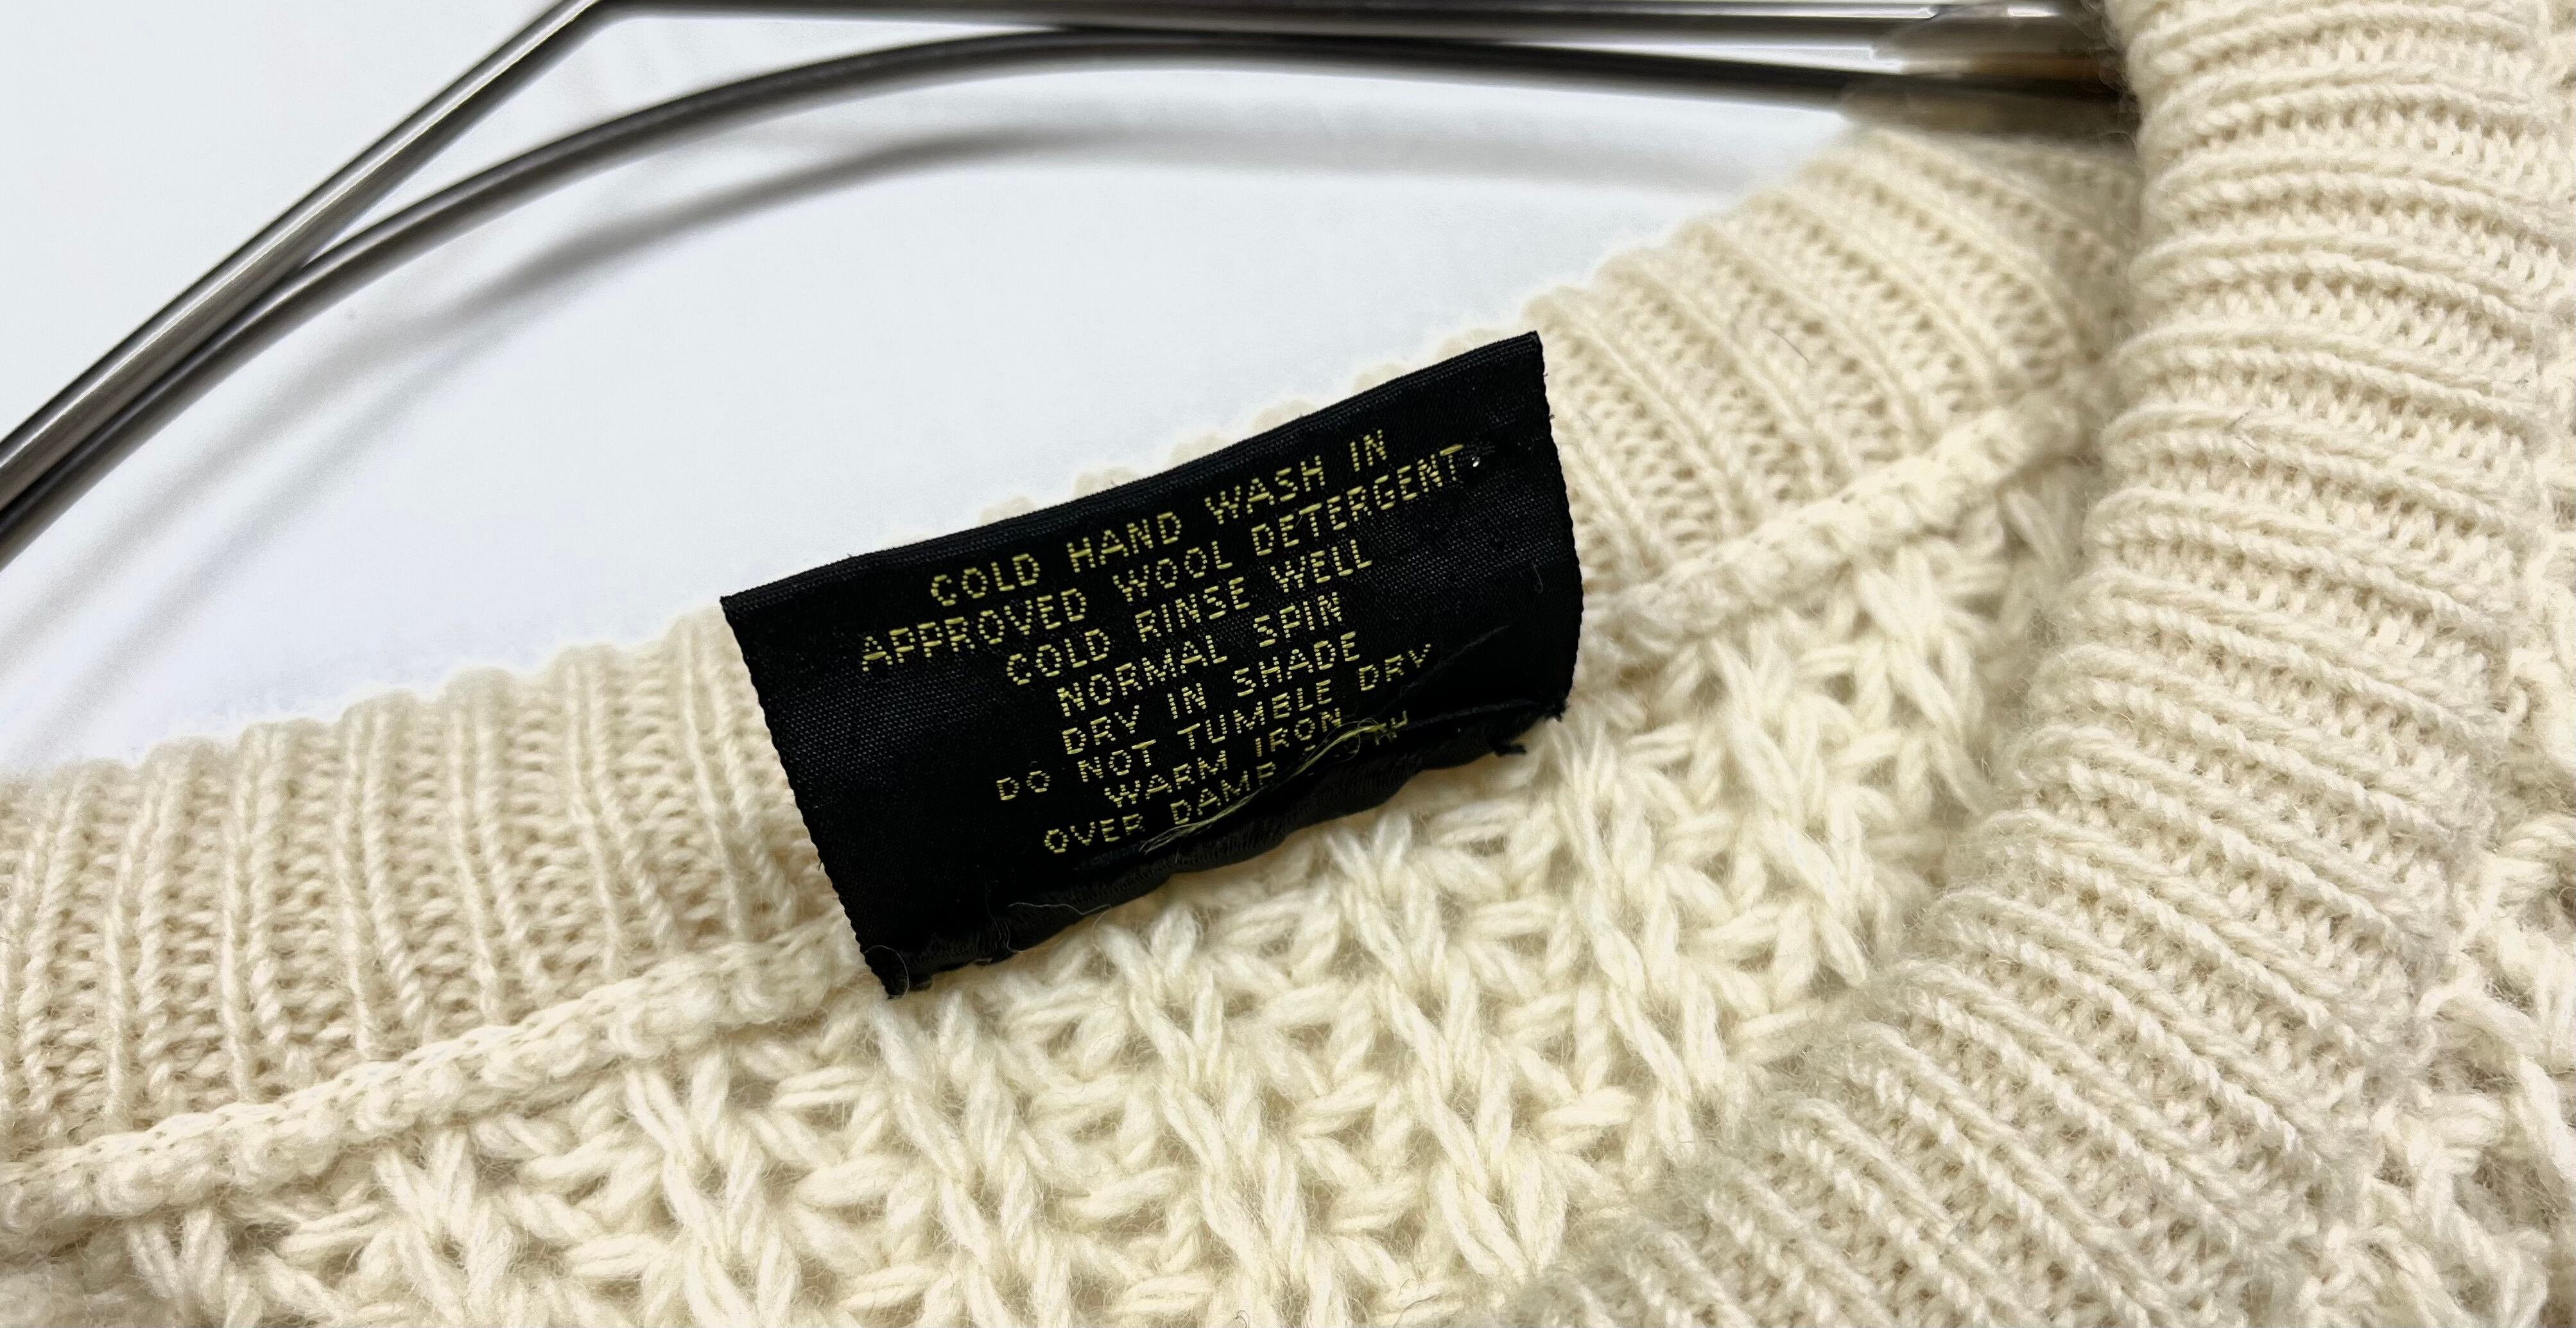 COLD HAND WASH IN
APPROVED WOOL DETERGENT
COLD RINSE WELL
NORMAL SPIN
DRY IN SHADE
DO NOT TUMBLE DRY
WARM IRON
OVER DAMP